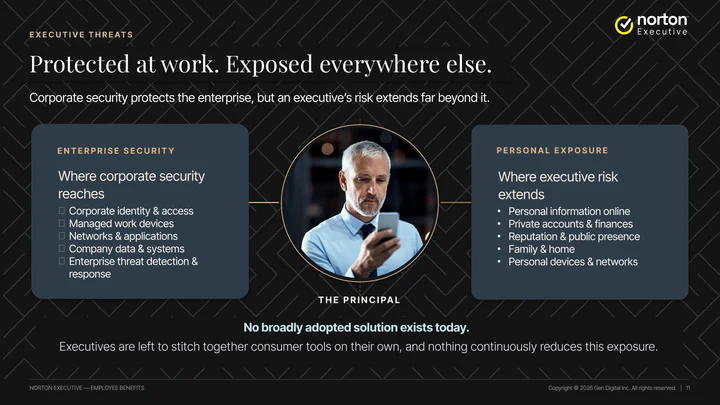 norton
Executive
EXECUTIVE THREATS
Protected at work. Exposed everywhere else.
Corporate security protects the enterprise, but an executive's risk extends far beyond it.
ENTERPRISE SECURITY
Where corporate security
reaches
Corporate identity & access
Managed work devices
Networks & applications
Company data & systems
Enterprise threat detection &
response
THE PRINCIPAL
PERSONAL EXPOSURE
Where executive risk
extends
• Personal information online
• Private accounts & finances
• Reputation & public presence
• Family & home
• Personal devices & networks
No broadly adopted solution exists today.
Executives are left to stitch together consumer tools on their own, and nothing continuously reduces this exposure.
NORTON EXECUTIVE — EMPLOYEE BENEFITS
Copyright © 2026 Gen Digital Inc. All rights reserved. | 11